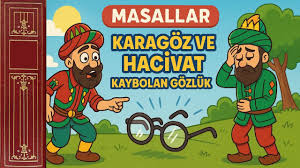 MASALLAR
KARAGÖZ VE
HACİVAT
KAYBOLAN GÖZLÜK